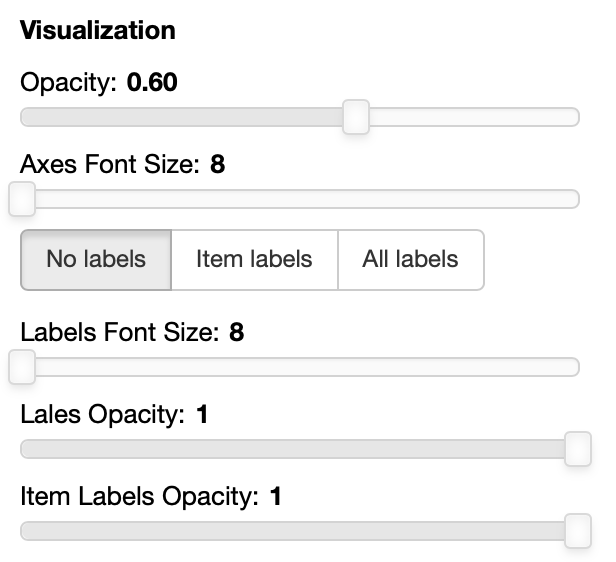 Visualization
Opacity: 0.60
Axes Font Size: 8
No labels Item labels All labels
Labels Font Size: 8
Lales Opacity: 1
Item Labels Opacity: 1